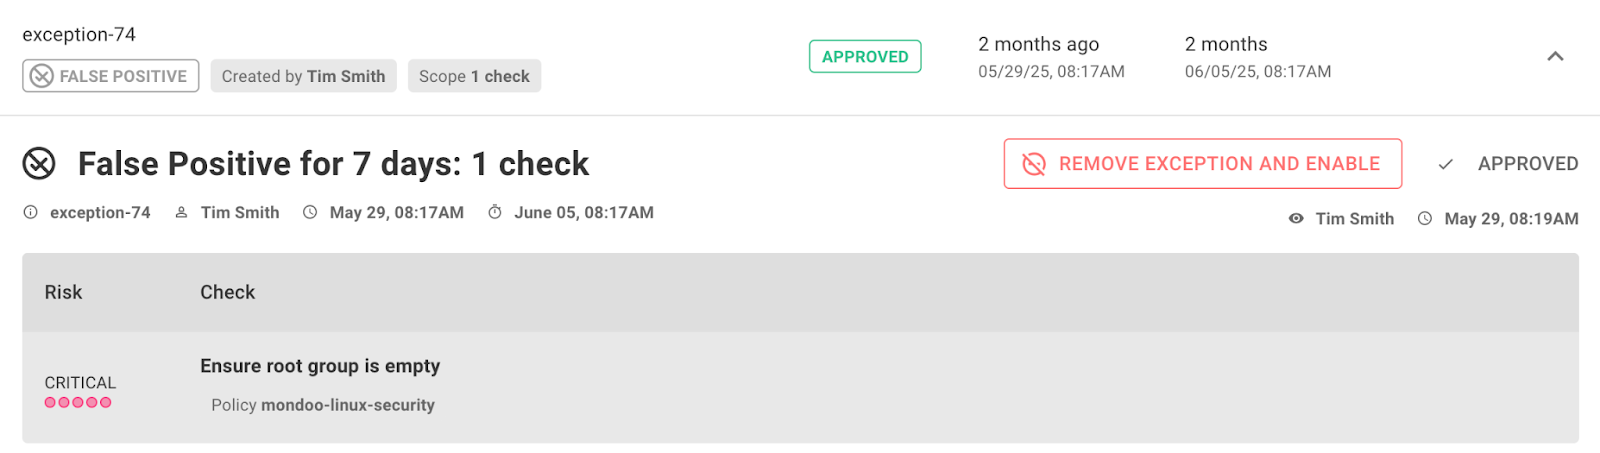 exception-74
FALSE POSITIVE Created by Tim Smith Scope 1 check
APPROVED
2 months ago
05/29/25, 08:17AM
2 months
06/05/25, 08:17AM
False Positive for 7 days: 1 check
REMOVE EXCEPTION AND ENABLE
APPROVED
exception-74 Tim Smith May 29, 08:17AM June 05, 08:17AM
Tim Smith May 29, 08:19AM
Risk Check
CRITICAL
Ensure root group is empty
Policy mondoo-linux-security